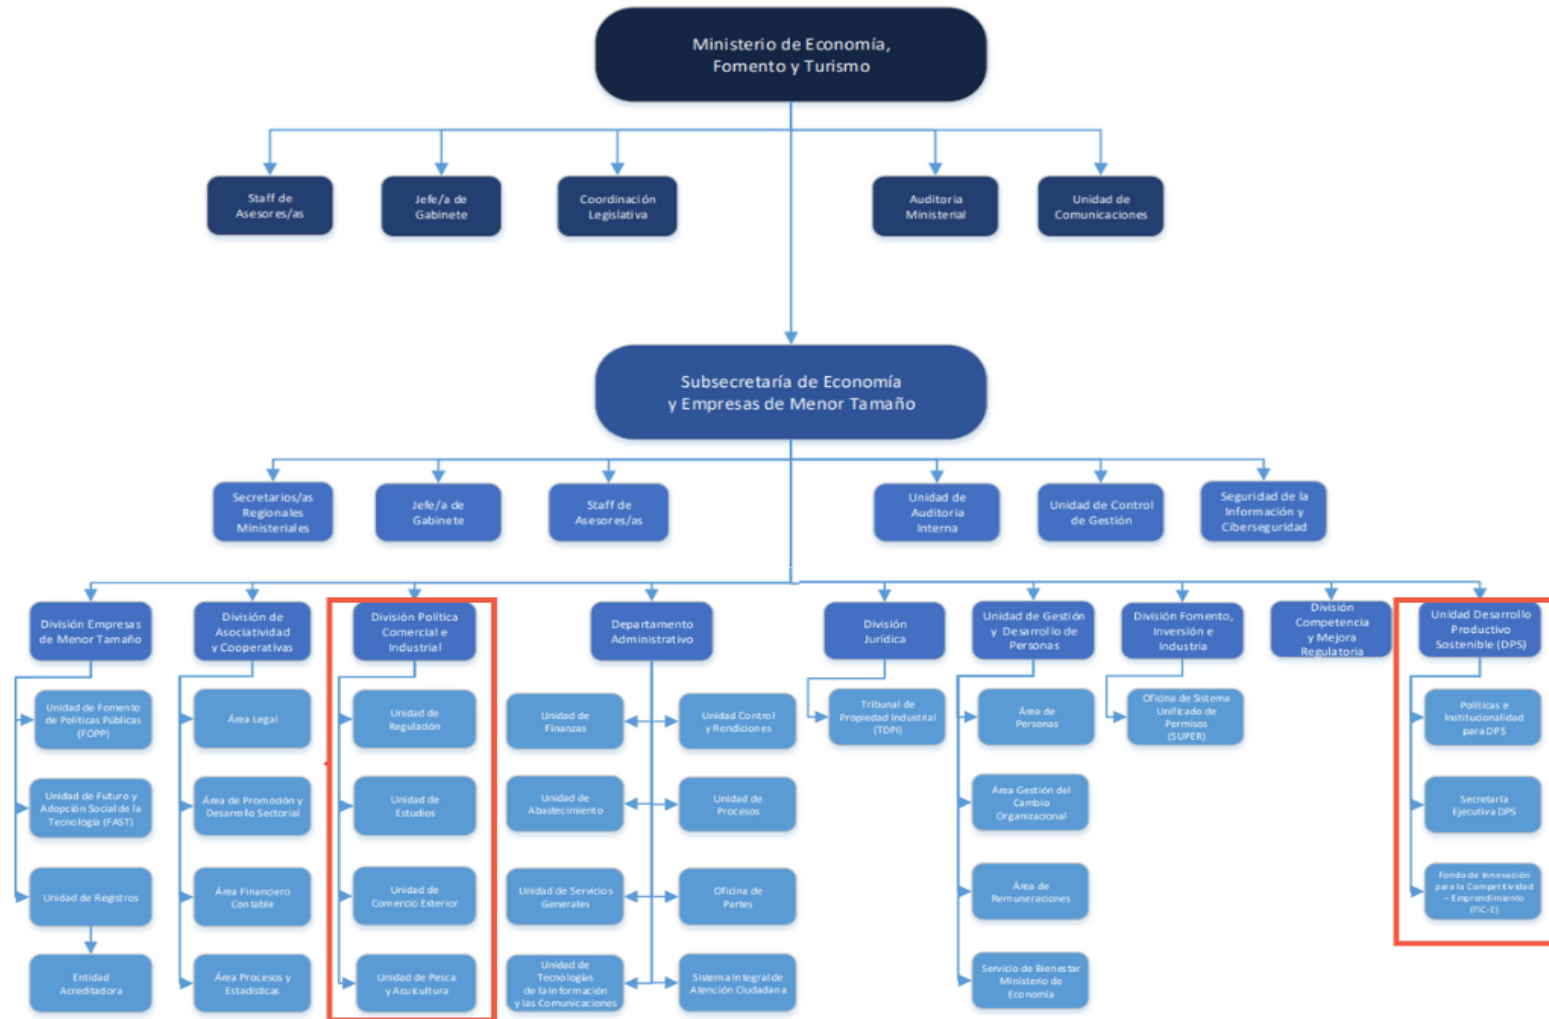 Ministerio de Economía,
Fomento y Turismo
Staff de
Asesores/as
Jefe/a de
Gabinete
Coordinación
Legislativa
Auditoria
Ministerial
Unidad de
Comunicaciones
Subsecretaría de Economía
y Empresas de Menor Tamaño
Secretarios/as
Regionales
Ministeriales
Jefe/a de
Gabinete
Staff de
Asesores/as
Unidad de
Auditoria
Interna
Unidad de Control
de Gestión
Seguridad de la
Información y
Ciberseguridad
División Empresas
de Menor Tamaño
Unidad de Fomento
de Políticas Públicas
(FOPP)
Unidad de Futuro y
Adopción Social de la
Tecnología (FAST)
Unidad de Registros
Entidad
Acreditadora
División de
Asociatividad
y Cooperativas
Área Legal
Área de Promoción y
Desarrollo Sectorial
Área Financiero
Contable
Área Procesos y
Estadísticas
División Política
Comercial e
Industrial
Unidad de
Regulación
Unidad de
Estudios
Unidad de
Comercio Exterior
Unidad de Pesca
y Acuicultura
Departamento
Administrativo
Unidad de
Finanzas
Unidad Control
y Rendiciones
Unidad de
Abastecimiento
Unidad de
Procesos
Unidad de Servicios
Generales
Oficina de
Partes
Unidad de
Tecnologías
de la Información
y las Comunicaciones
Sistema Integral de
Atención Ciudadana
División
Jurídica
Tribunal de
Propiedad Industrial
(TDPI)
Unidad de Gestión
y Desarrollo de
Personas
Área de
Personas
Área Gestión del
Cambio
Organizacional
Área de
Remuneraciones
Servicio de Bienestar
Ministerio de
Economía
División Fomento,
Inversión e
Industria
Oficina de Sistema
Unificado de
Permisos
(SUPER)
División
Competencia
y Mejora
Regulatoria
Unidad Desarrollo
Productivo
Sostenible (DPS)
Políticas e
Institucionalidad
para DPS
Secretaría
Ejecutiva DPS
Fondo de Innovación
para la Competitividad
– Emprendimiento
(FIC-E)